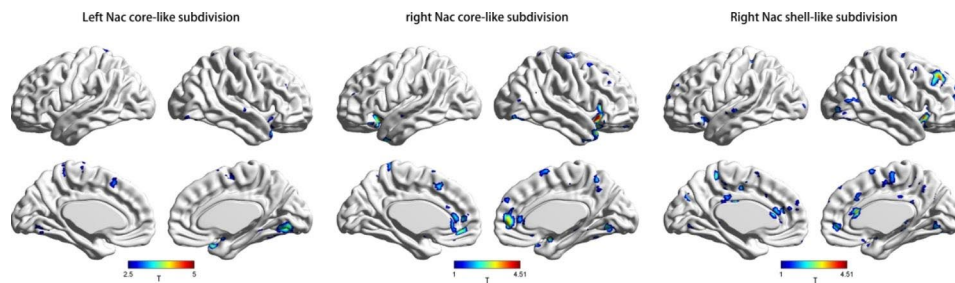 Left Nac core-like subdivision
right Nac core-like subdivision
Right Nac shell-like subdivision
2.5 5
T
1 4.51
T
1 4.51
T